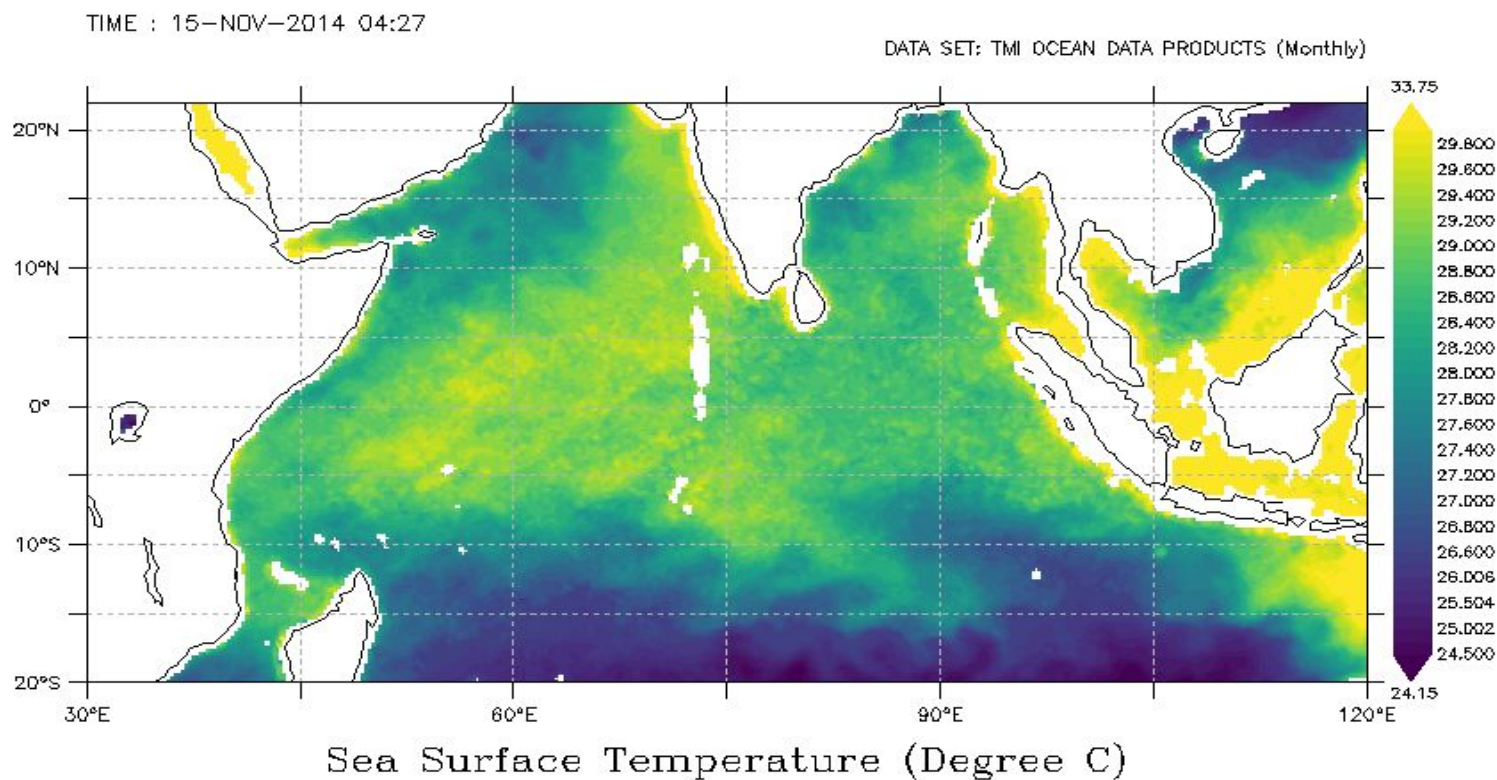 TIME : 15-NOV-2014 04:27
DATA SET: TMI OCEAN DATA PRODUCTS (Monthly)
33.75
29.800
29.600
29.400
29.200
29.000
28.800
28.600
28.400
28.200
28.000
27.800
27.600
27.400
27.200
27.000
26.800
26.600
26.006
25.504
25.002
24.500
24.15
20°N
10°N
0°
10°S
20°S
30°E
60°E
90°E
120°E
Sea Surface Temperature (Degree C)